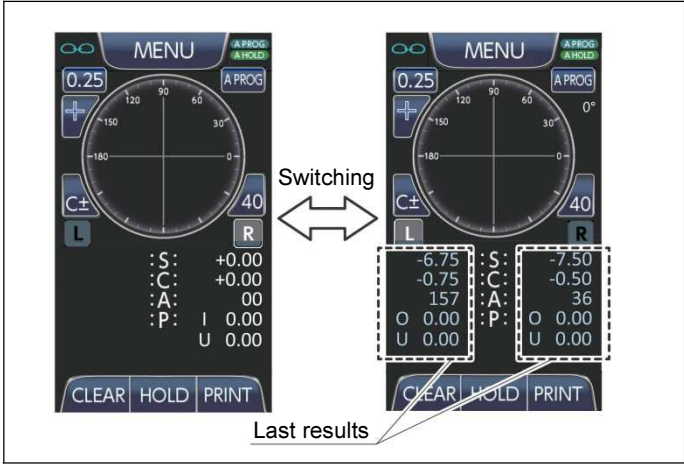 MENU
A PROG
A HOLD
0.25
A PROG
90
120
60
150
30
180
0
C±
40
L
R
:S: +0.00
:C: +0.00
:A: 00
:P: I 0.00
U 0.00
CLEAR HOLD PRINT
Switching
MENU
A PROG
A HOLD
0.25
A PROG
0°
90
120
60
150
30
180
0
C±
40
L
R
-6.75 :S: -7.50
-0.75 :C: -0.50
157 :A: 36
O 0.00 :P: O 0.00
U 0.00 U 0.00
CLEAR HOLD PRINT
Last results